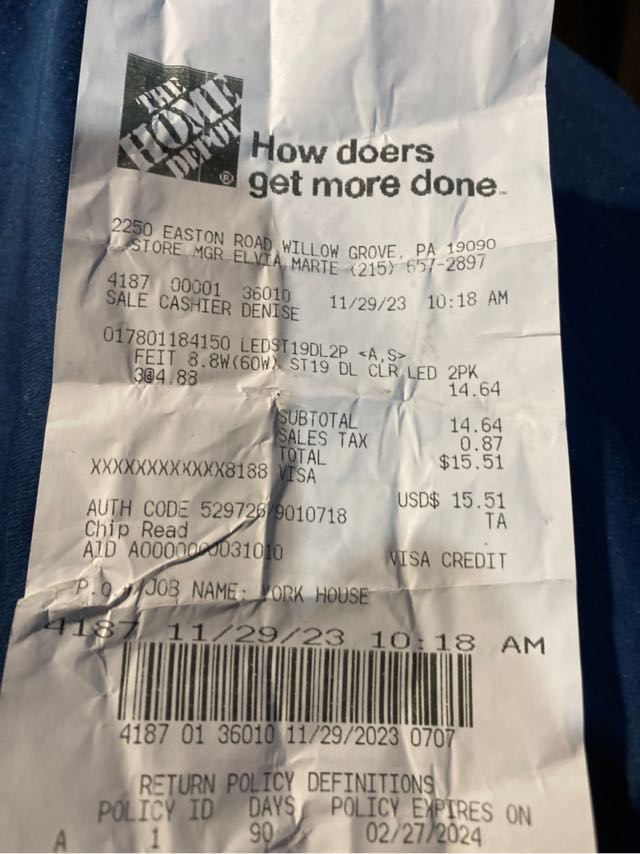 THE
HOME
DEPOT
®
How doers
get more done™
2250 EASTON ROAD WILLOW GROVE, PA 19090
STORE MGR ELVIA MARTE (215) 657-2897
4187 00001 36010 11/29/23 10:18 AM
SALE CASHIER DENISE
017801184150 LEDST19DL2P <A,S>
FEIT 8.8W(60W) ST19 DL CLR LED 2PK
3@4.88 14.64
SUBTOTAL 14.64
SALES TAX 0.87
TOTAL $15.51
XXXXXXXXXXXX8188 VISA
USD$ 15.51
AUTH CODE 529726/9010718 TA
Chip Read
AID A0000000031010 VISA CREDIT
P.O.#/JOB NAME: YORK HOUSE
4187 11/29/23 10:18 AM
4187 01 36010 11/29/2023 0707
RETURN POLICY DEFINITIONS
POLICY ID DAYS POLICY EXPIRES ON
A 1 90 02/27/2024